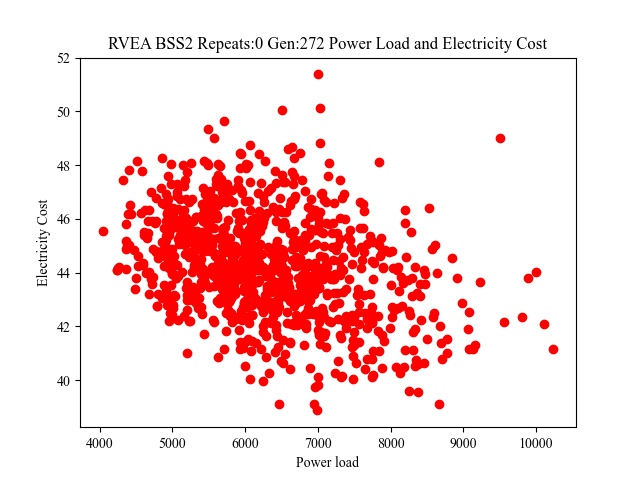 RVEA BSS2 Repeats:0 Gen:272 Power Load and Electricity Cost
52
50
48
46
44
42
40
Electricity Cost
4000 5000 6000 7000 8000 9000 10000
Power load